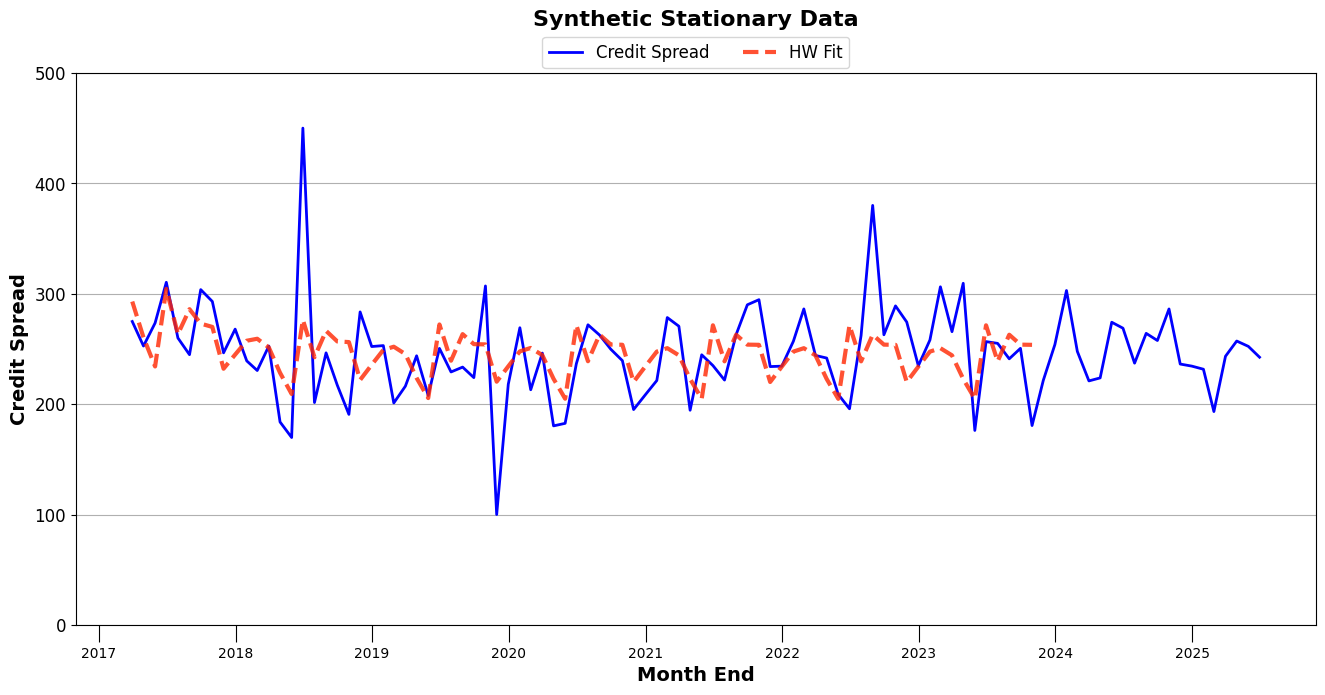 Synthetic Stationary Data
Credit Spread HW Fit
500
400
300
200
100
0
Credit Spread
2017 2018 2019 2020 2021 2022 2023 2024 2025
Month End